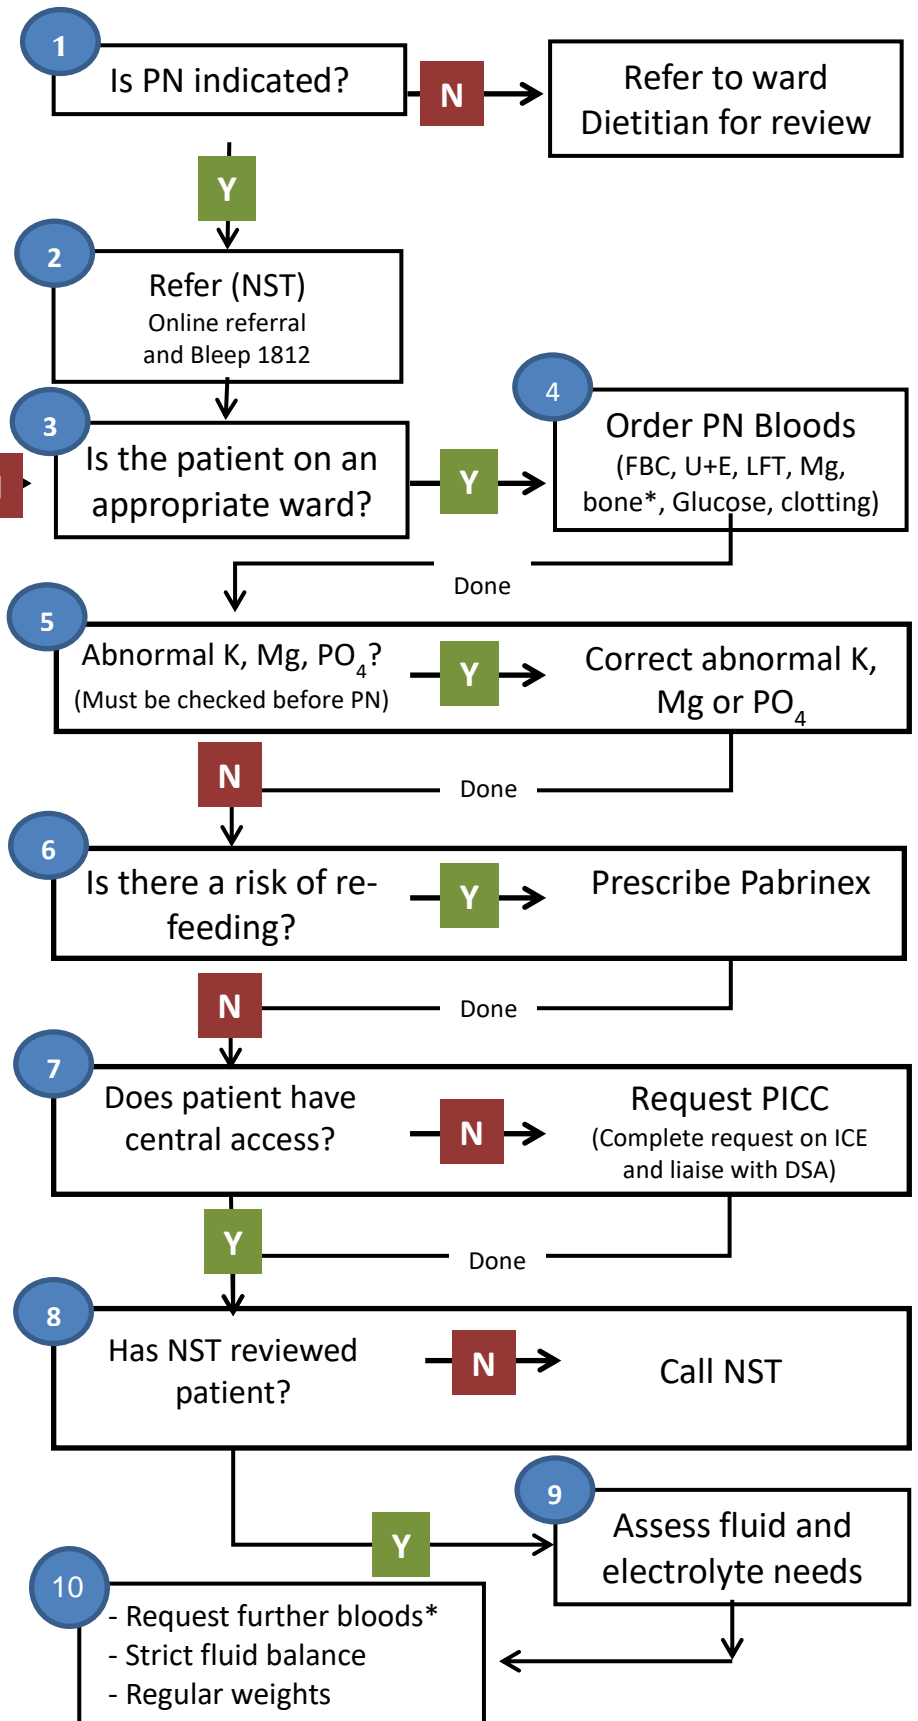 1
Is PN indicated?
N
Refer to ward
Dietitian for review
Y
2
Refer (NST)
Online referral
and Bleep 1812
3
Is the patient on an
appropriate ward?
Y
4
Order PN Bloods
(FBC, U+E, LFT, Mg,
bone*, Glucose, clotting)
Done
5
Abnormal K, Mg, PO₄?
(Must be checked before PN)
Y
Correct abnormal K,
Mg or PO₄
N
Done
6
Is there a risk of re-
feeding?
Y
Prescribe Pabrinex
N
Done
7
Does patient have
central access?
N
Request PICC
(Complete request on ICE
and liaise with DSA)
Y
Done
8
Has NST reviewed
patient?
N
Call NST
Y
9
Assess fluid and
electrolyte needs
10
- Request further bloods*
- Strict fluid balance
- Regular weights